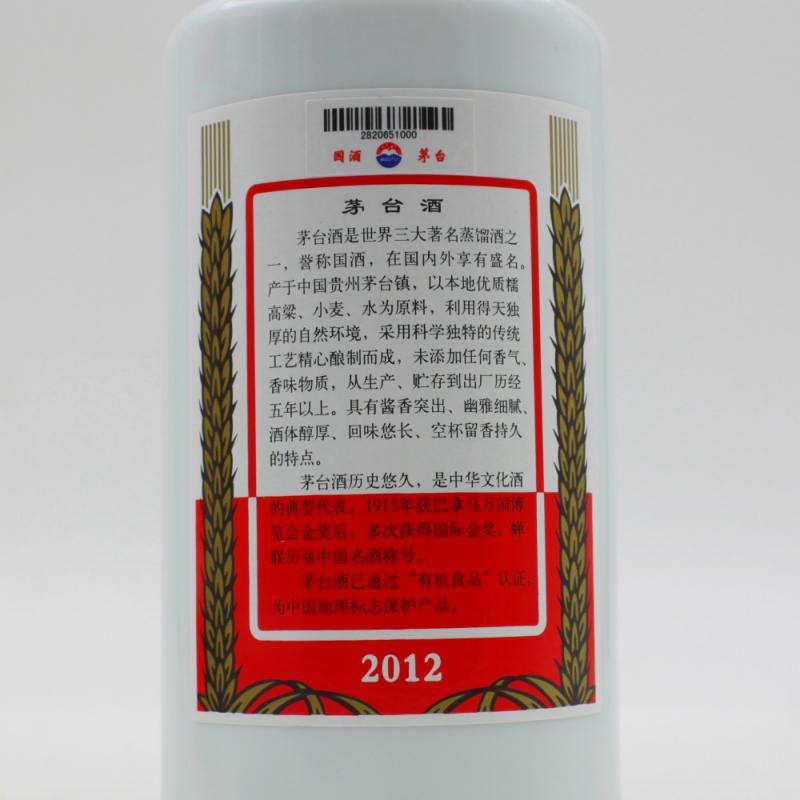 2820651000
国酒 茅台
茅台酒
茅台酒是世界三大著名蒸馏酒之
一，誉称国酒，在国内外享有盛名。
产于中国贵州茅台镇，以本地优质糯
高粱、小麦、水为原料，利用得天独
厚的自然环境，采用科学独特的传统
工艺精心酿制而成，未添加任何香气、
香味物质，从生产、贮存到出厂历经
五年以上。具有酱香突出、幽雅细腻、
酒体醇厚、回味悠长、空杯留香持久
的特点。
茅台酒历史悠久，是中华文化酒
的典型代表。1915年获巴拿马万国博
览会金奖后，多次获得国际金奖，蝉
联历届中国名酒称号。
茅台酒已通过“有机食品”认证，
为中国地理标志保护产品。
2012